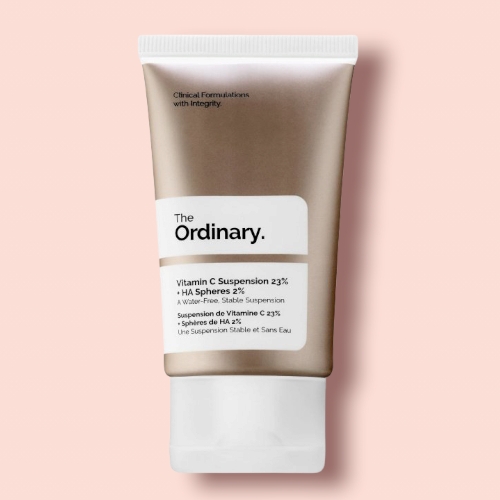 Clinical Formulations
with Integrity.
The
Ordinary.
Vitamin C Suspension 23%
+ HA Spheres 2%
A Water-Free, Stable Suspension
Suspension de Vitamine C 23%
+ Sphères de HA 2%
Une Suspension Stable et Sans Eau